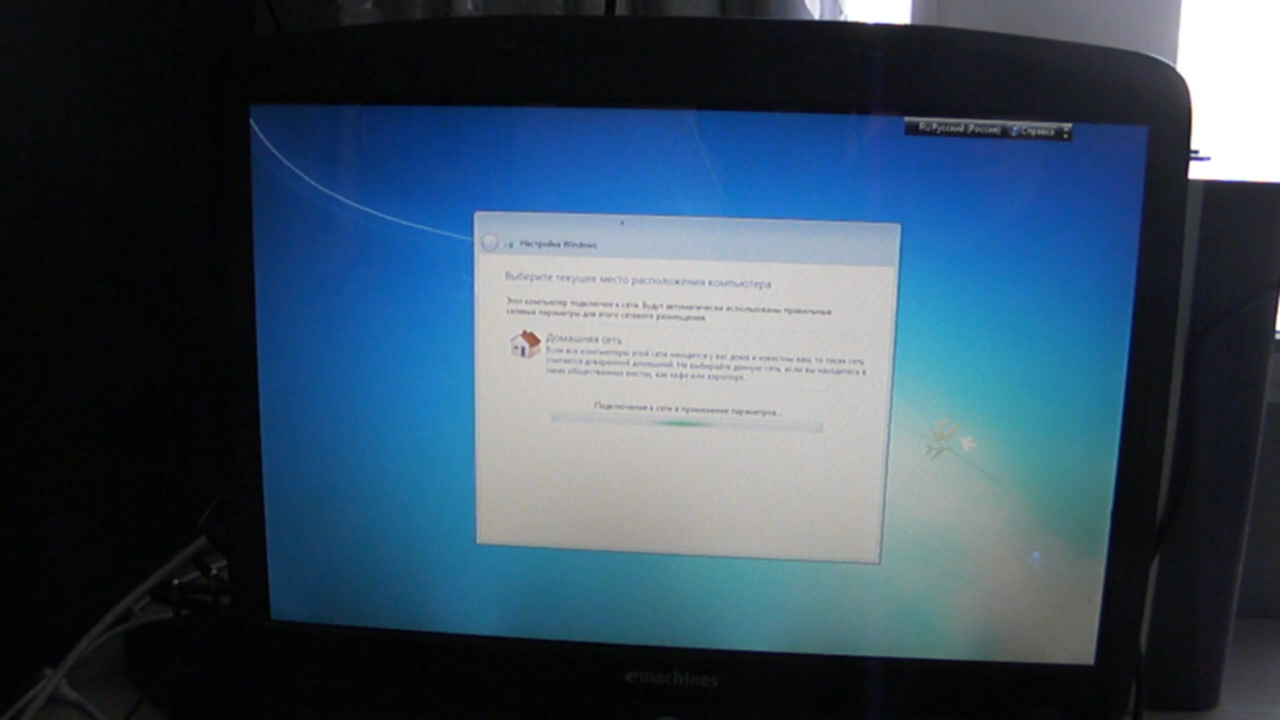 RU Русский (Россия) Справка
Настройка Windows
Выберите текущее место расположения компьютера
Этот компьютер подключен к сети. Будут автоматически использованы правильные
сетевые параметры для этого сетевого размещения.
Домашняя сеть
Если все компьютеры этой сети находятся у вас дома и известны вам, то такая сеть
считается доверенной домашней. Не выбирайте данную сеть, если вы находитесь в
таких общественных местах, как кафе или аэропорт.
Подключение к сети и применение параметров...
emachines